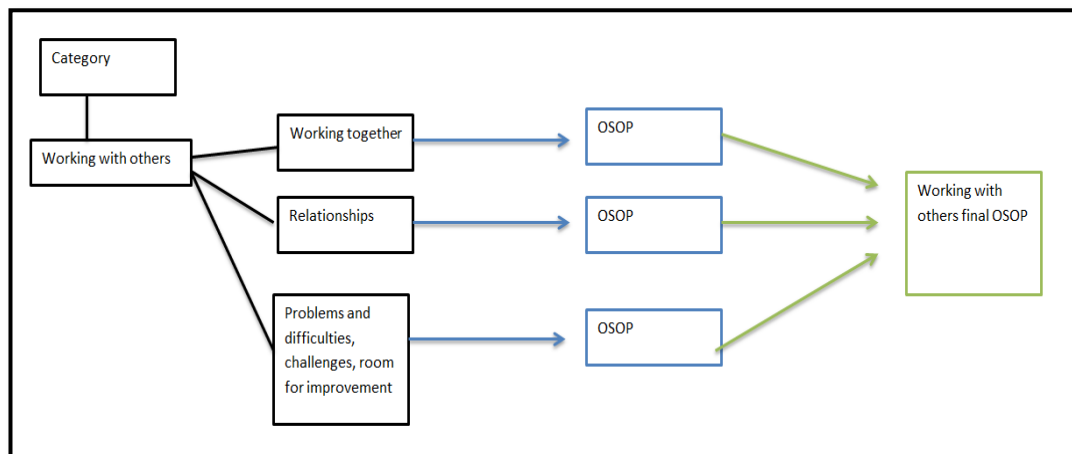 Category
Working with others
Working together
OSOP
Relationships
OSOP
Problems and
difficulties,
challenges, room
for improvement
OSOP
Working with
others final OSOP